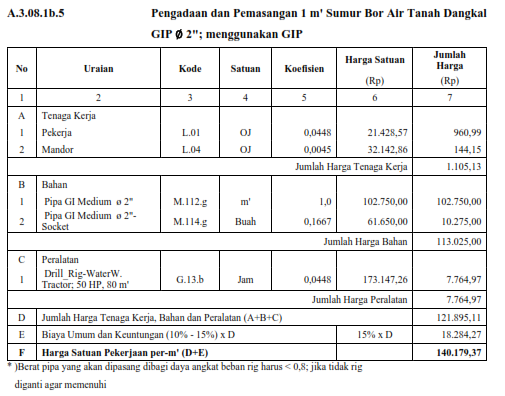 A.3.08.1b.5 Pengadaan dan Pemasangan 1 m' Sumur Bor Air Tanah Dangkal
GIP Ø 2"; menggunakan GIP
No Uraian Kode Satuan Koefisien Harga Satuan (Rp) Jumlah Harga (Rp)
1 2 3 4 5 6 7
A Tenaga Kerja
1 Pekerja L.01 OJ 0,0448 21.428,57 960,99
2 Mandor L.04 OJ 0,0045 32.142,86 144,15
Jumlah Harga Tenaga Kerja 1.105,13
B Bahan
1 Pipa GI Medium ø 2" M.112.g m' 1,0 102.750,00 102.750,00
2 Pipa GI Medium ø 2"-Socket M.114.g Buah 0,1667 61.650,00 10.275,00
Jumlah Harga Bahan 113.025,00
C Peralatan
1 Drill_Rig-WaterW. Tractor; 50 HP, 80 m' G.13.b Jam 0,0448 173.147,26 7.764,97
Jumlah Harga Peralatan 7.764,97
D Jumlah Harga Tenaga Kerja, Bahan dan Peralatan (A+B+C) 121.895,11
E Biaya Umum dan Keuntungan (10% - 15%) x D 15% x D 18.284,27
F Harga Satuan Pekerjaan per-m' (D+E) 140.179,37
* )Berat pipa yang akan dipasang dibagi daya angkat beban rig harus < 0,8; jika tidak rig
diganti agar memenuhi